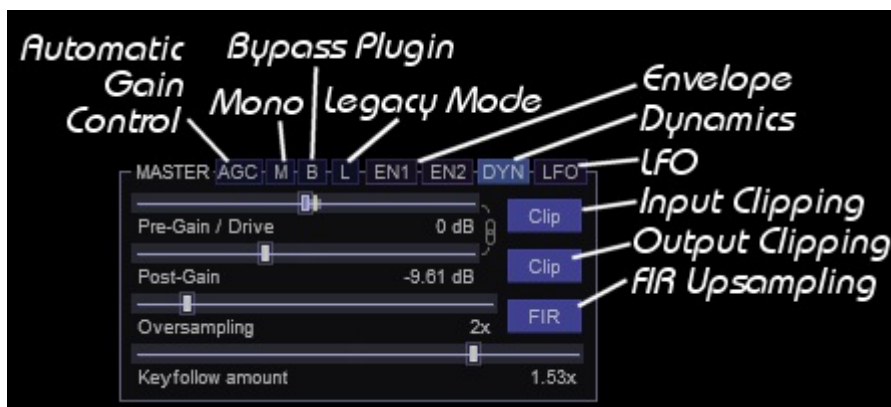 Automatic
Gain
Control
Mono
Bypass Plugin
Legacy Mode
Envelope
Dynamics
LFO
Input Clipping
Output Clipping
FIR Upsampling
MASTER AGC M B L EN1 EN2 DYN LFO
Pre-Gain / Drive 0 dB Clip
Post-Gain -9.61 dB Clip
Oversampling 2x FIR
Keyfollow amount 1.53x